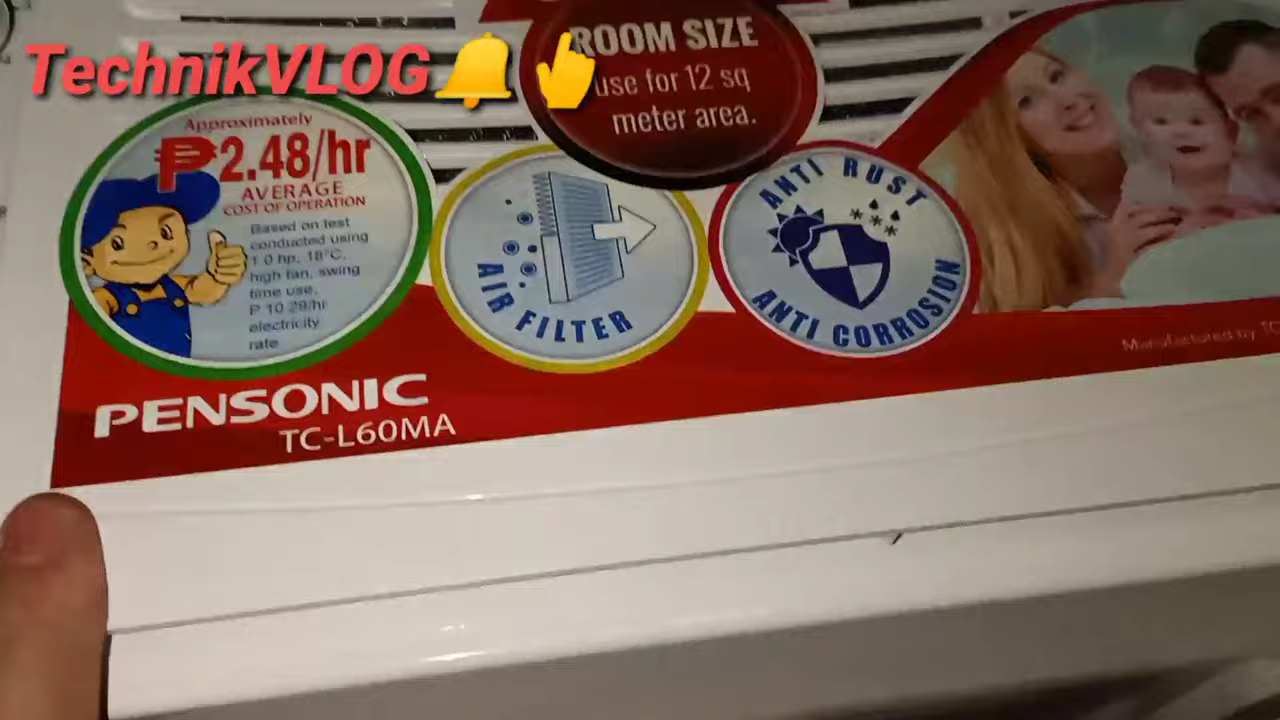 TechnikVLOG
ROOM SIZE
use for 12 sq
meter area.
Approximately
₱2.48/hr
AVERAGE
COST OF OPERATION
Based on test
conducted using
1.0 hp, 18°C,
high fan, swing
time use,
P 10.29/hr
electricity
rate
AIR FILTER
ANTI RUST
ANTI CORROSION
Manufactured by
PENSONIC
TC-L60MA